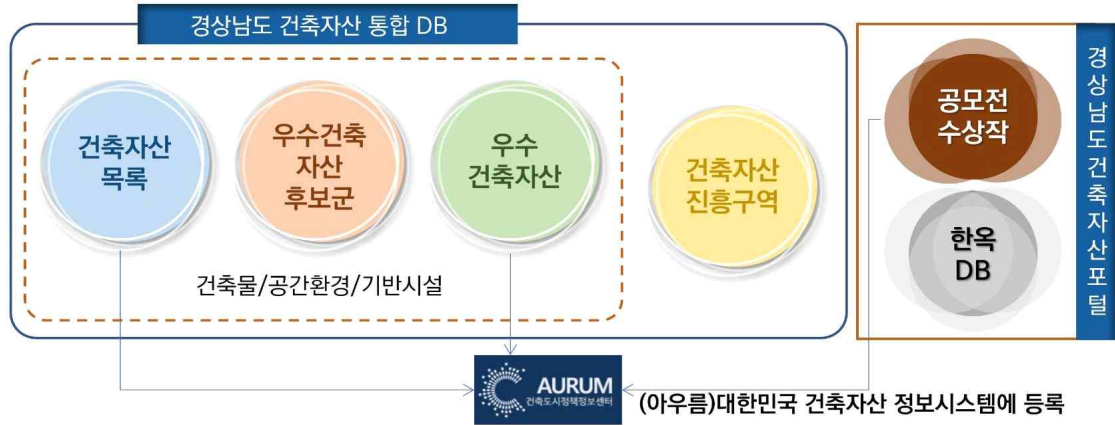 경상남도 건축자산 통합 DB
건축자산
목록
우수건축
자산
후보군
우수
건축자산
건축자산
진흥구역
건축물/공간환경/기반시설
공모전
수상작
한옥
DB
경상남도건축자산포털
AURUM
건축도시정책정보센터
(아우름)대한민국 건축자산 정보시스템에 등록